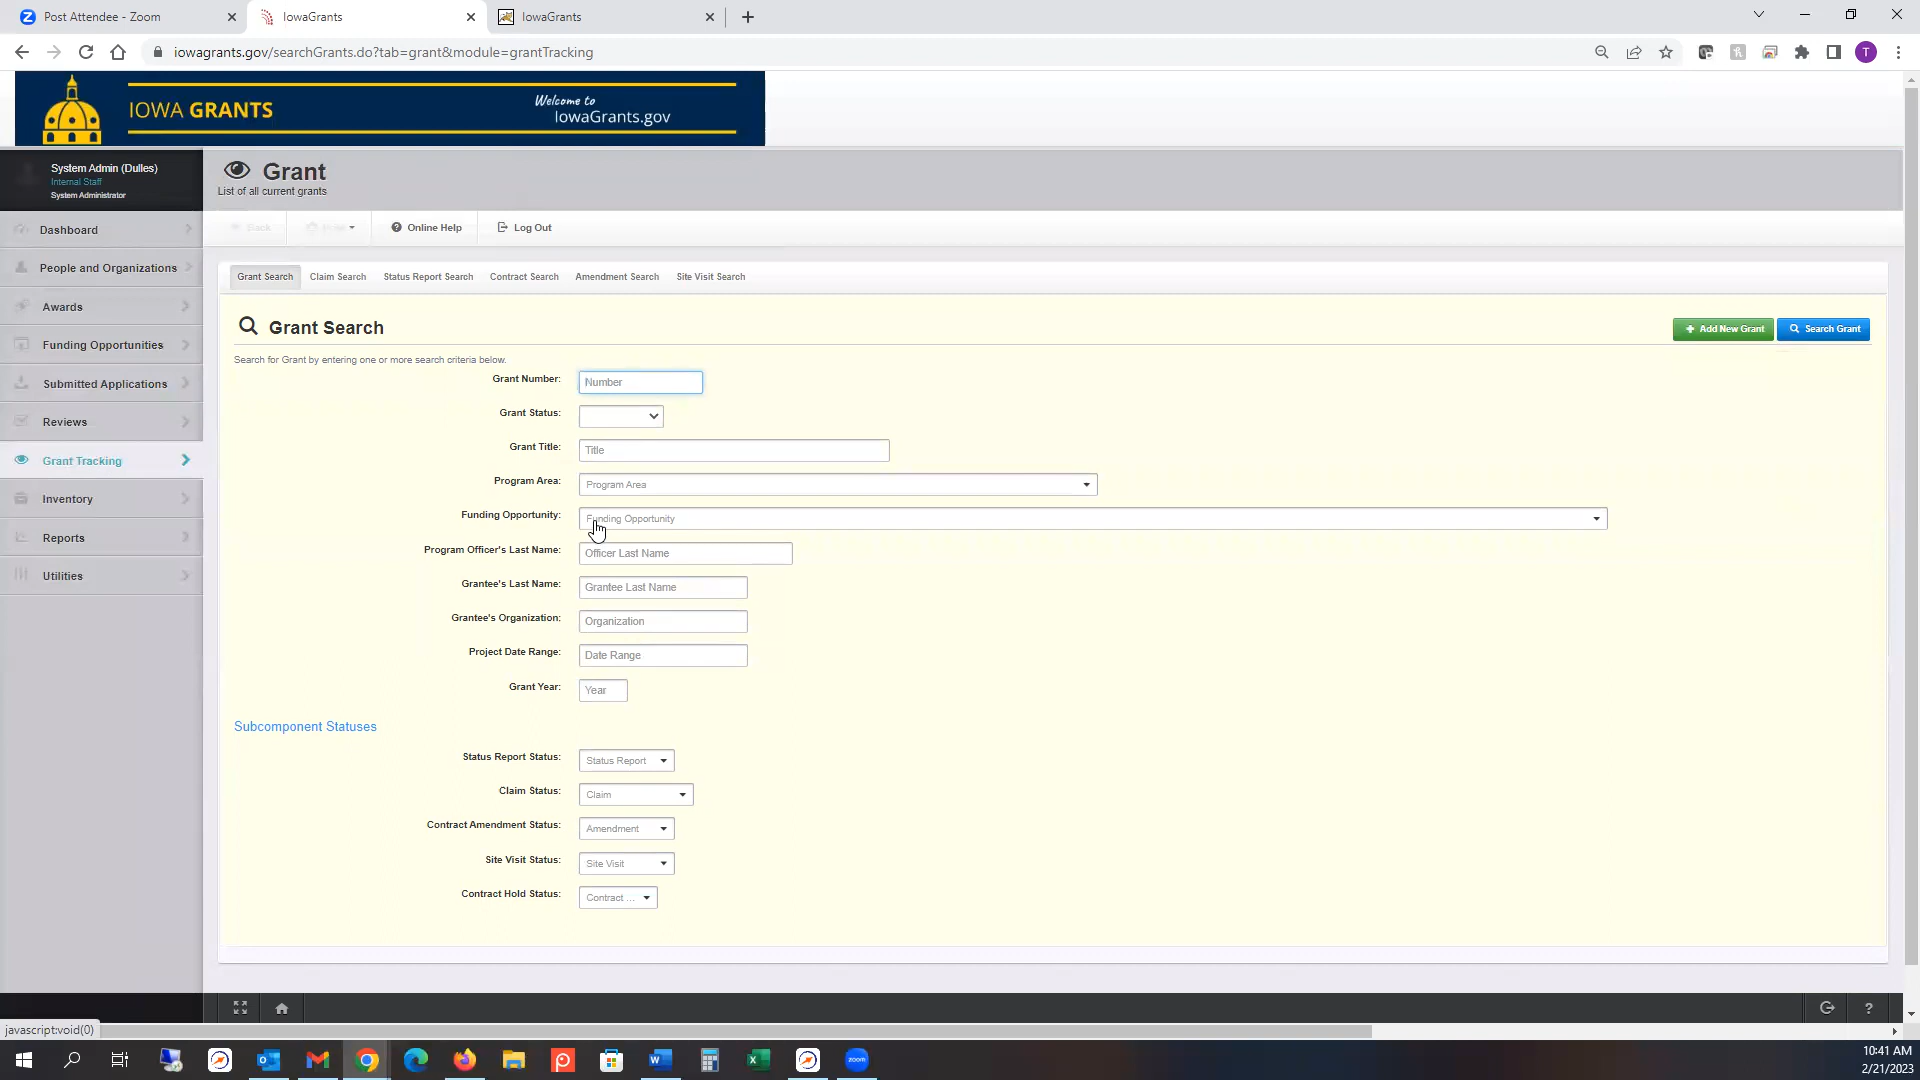 Post Attendee - Zoom
IowaGrants
IowaGrants
iowagrants.gov/searchGrants.do?tab=grant&module=grantTracking
T
IOWA GRANTS
Welcome to
IowaGrants.gov
System Admin (Dulles)
Internal Staff
System Administrator
Grant
List of all current grants
Back
Print
Online Help
Log Out
Dashboard
People and Organizations
Awards
Funding Opportunities
Submitted Applications
Reviews
Grant Tracking
Inventory
Reports
Utilities
Grant Search
Claim Search
Status Report Search
Contract Search
Amendment Search
Site Visit Search
Grant Search
Add New Grant
Search Grant
Search for Grant by entering one or more search criteria below.
Grant Number: Number
Grant Status:
Grant Title: Title
Program Area: Program Area
Funding Opportunity: Funding Opportunity
Program Officer's Last Name: Officer Last Name
Grantee's Last Name: Grantee Last Name
Grantee's Organization: Organization
Project Date Range: Date Range
Grant Year: Year
Subcomponent Statuses
Status Report Status: Status Report
Claim Status: Claim
Contract Amendment Status: Amendment
Site Visit Status: Site Visit
Contract Hold Status: Contract ...
javascript:void(0)
zoom
10:41 AM
2/21/2023